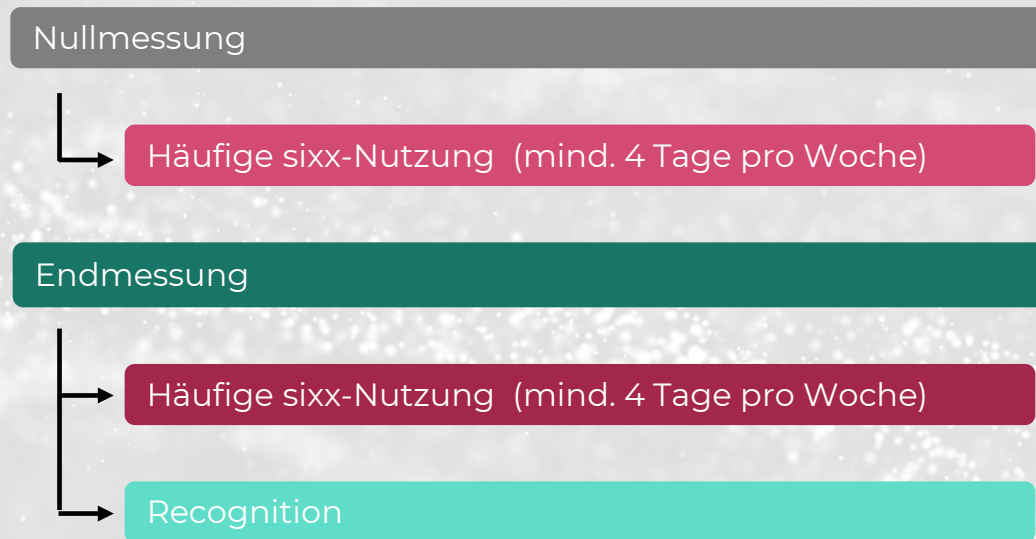 Nullmessung
Häufige sixx-Nutzung (mind. 4 Tage pro Woche)
Endmessung
Häufige sixx-Nutzung (mind. 4 Tage pro Woche)
Recognition